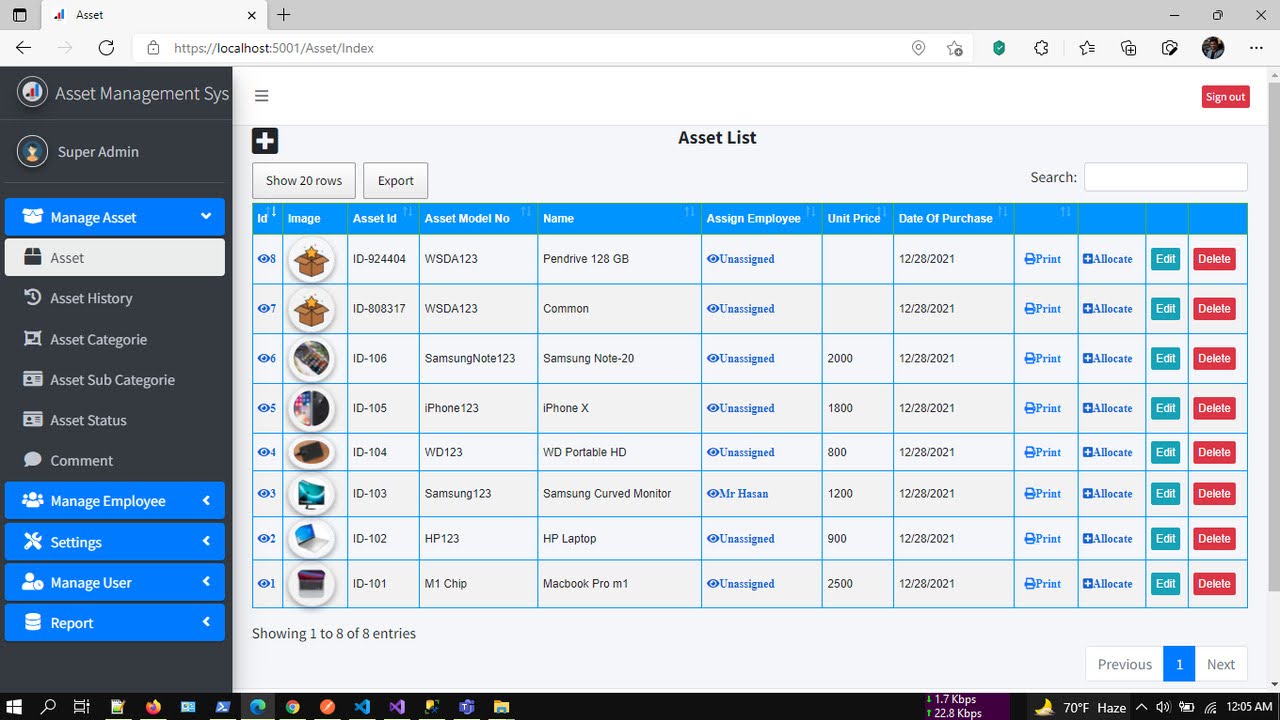 Asset
https://localhost:5001/Asset/Index
Asset Management Sys
Sign out
Super Admin
Asset List
Show 20 rows Export Search:
Manage Asset
Asset
Asset History
Asset Categorie
Asset Sub Categorie
Asset Status
Comment
Manage Employee
Settings
Manage User
Report
Id Image Asset Id Asset Model No Name Assign Employee Unit Price Date Of Purchase
8 ID-924404 WSDA123 Pendrive 128 GB Unassigned 12/28/2021 Print Allocate Edit Delete
7 ID-808317 WSDA123 Common Unassigned 12/28/2021 Print Allocate Edit Delete
6 ID-106 SamsungNote123 Samsung Note-20 Unassigned 2000 12/28/2021 Print Allocate Edit Delete
5 ID-105 iPhone123 iPhone X Unassigned 1800 12/28/2021 Print Allocate Edit Delete
4 ID-104 WD123 WD Portable HD Unassigned 800 12/28/2021 Print Allocate Edit Delete
3 ID-103 Samsung123 Samsung Curved Monitor Mr Hasan 1200 12/28/2021 Print Allocate Edit Delete
2 ID-102 HP123 HP Laptop Unassigned 900 12/28/2021 Print Allocate Edit Delete
1 ID-101 M1 Chip Macbook Pro m1 Unassigned 2500 12/28/2021 Print Allocate Edit Delete
Showing 1 to 8 of 8 entries
Previous 1 Next
↓ 1.7 Kbps
↑ 22.8 Kbps
70°F Haze
12:05 AM